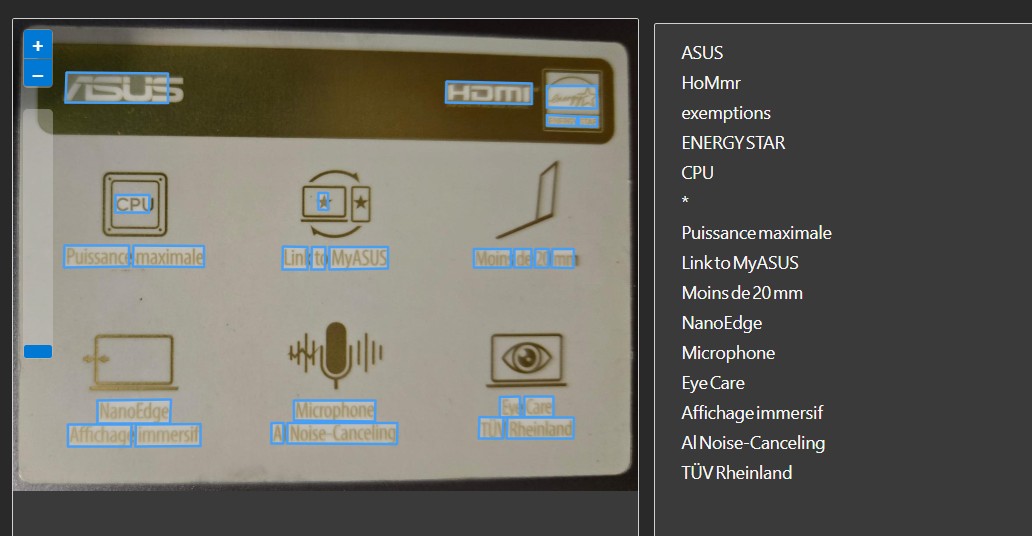 +
−
ASUS
HDMI
ENERGY STAR
CPU
Puissance maximale
Link to MyASUS
Moins de 20 mm
NanoEdge
Affichage immersif
Microphone
AI Noise-Canceling
Eye Care
TÜV Rheinland
ASUS
HoMmr
exemptions
ENERGY STAR
CPU
*
Puissance maximale
Link to MyASUS
Moins de 20 mm
NanoEdge
Microphone
Eye Care
Affichage immersif
Al Noise-Canceling
TÜV Rheinland